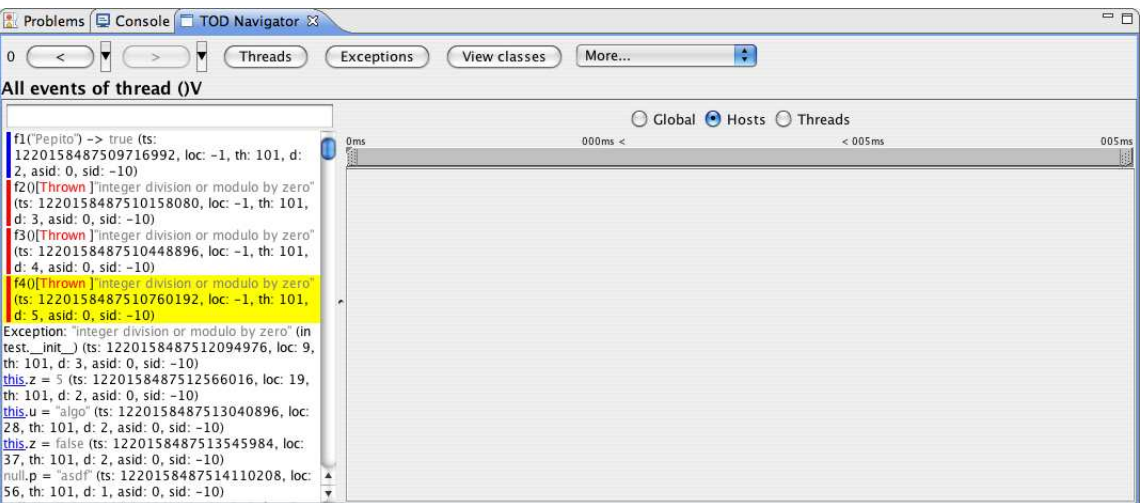 Problems Console TOD Navigator
0 < > Threads Exceptions View classes More...
All events of thread ()V
Global Hosts Threads
0ms 000ms < < 005ms 005ms
f1("Pepito") -> true (ts:
1220158487509716992, loc: -1, th: 101, d:
2, asid: 0, sid: -10)
f2()[Thrown ]"integer division or modulo by zero"
(ts: 1220158487510158080, loc: -1, th: 101,
d: 3, asid: 0, sid: -10)
f3()[Thrown ]"integer division or modulo by zero"
(ts: 1220158487510448896, loc: -1, th: 101,
d: 4, asid: 0, sid: -10)
f4()[Thrown ]"integer division or modulo by zero"
(ts: 1220158487510760192, loc: -1, th: 101,
d: 5, asid: 0, sid: -10)
Exception: "integer division or modulo by zero" (in
test.__init__) (ts: 1220158487512094976, loc: 9,
th: 101, d: 3, asid: 0, sid: -10)
this.z = 5 (ts: 1220158487512566016, loc: 19,
th: 101, d: 2, asid: 0, sid: -10)
this.u = "algo" (ts: 1220158487513040896, loc:
28, th: 101, d: 2, asid: 0, sid: -10)
this.z = false (ts: 1220158487513545984, loc:
37, th: 101, d: 2, asid: 0, sid: -10)
null.p = "asdf" (ts: 1220158487514110208, loc:
56, th: 101, d: 1, asid: 0, sid: -10)